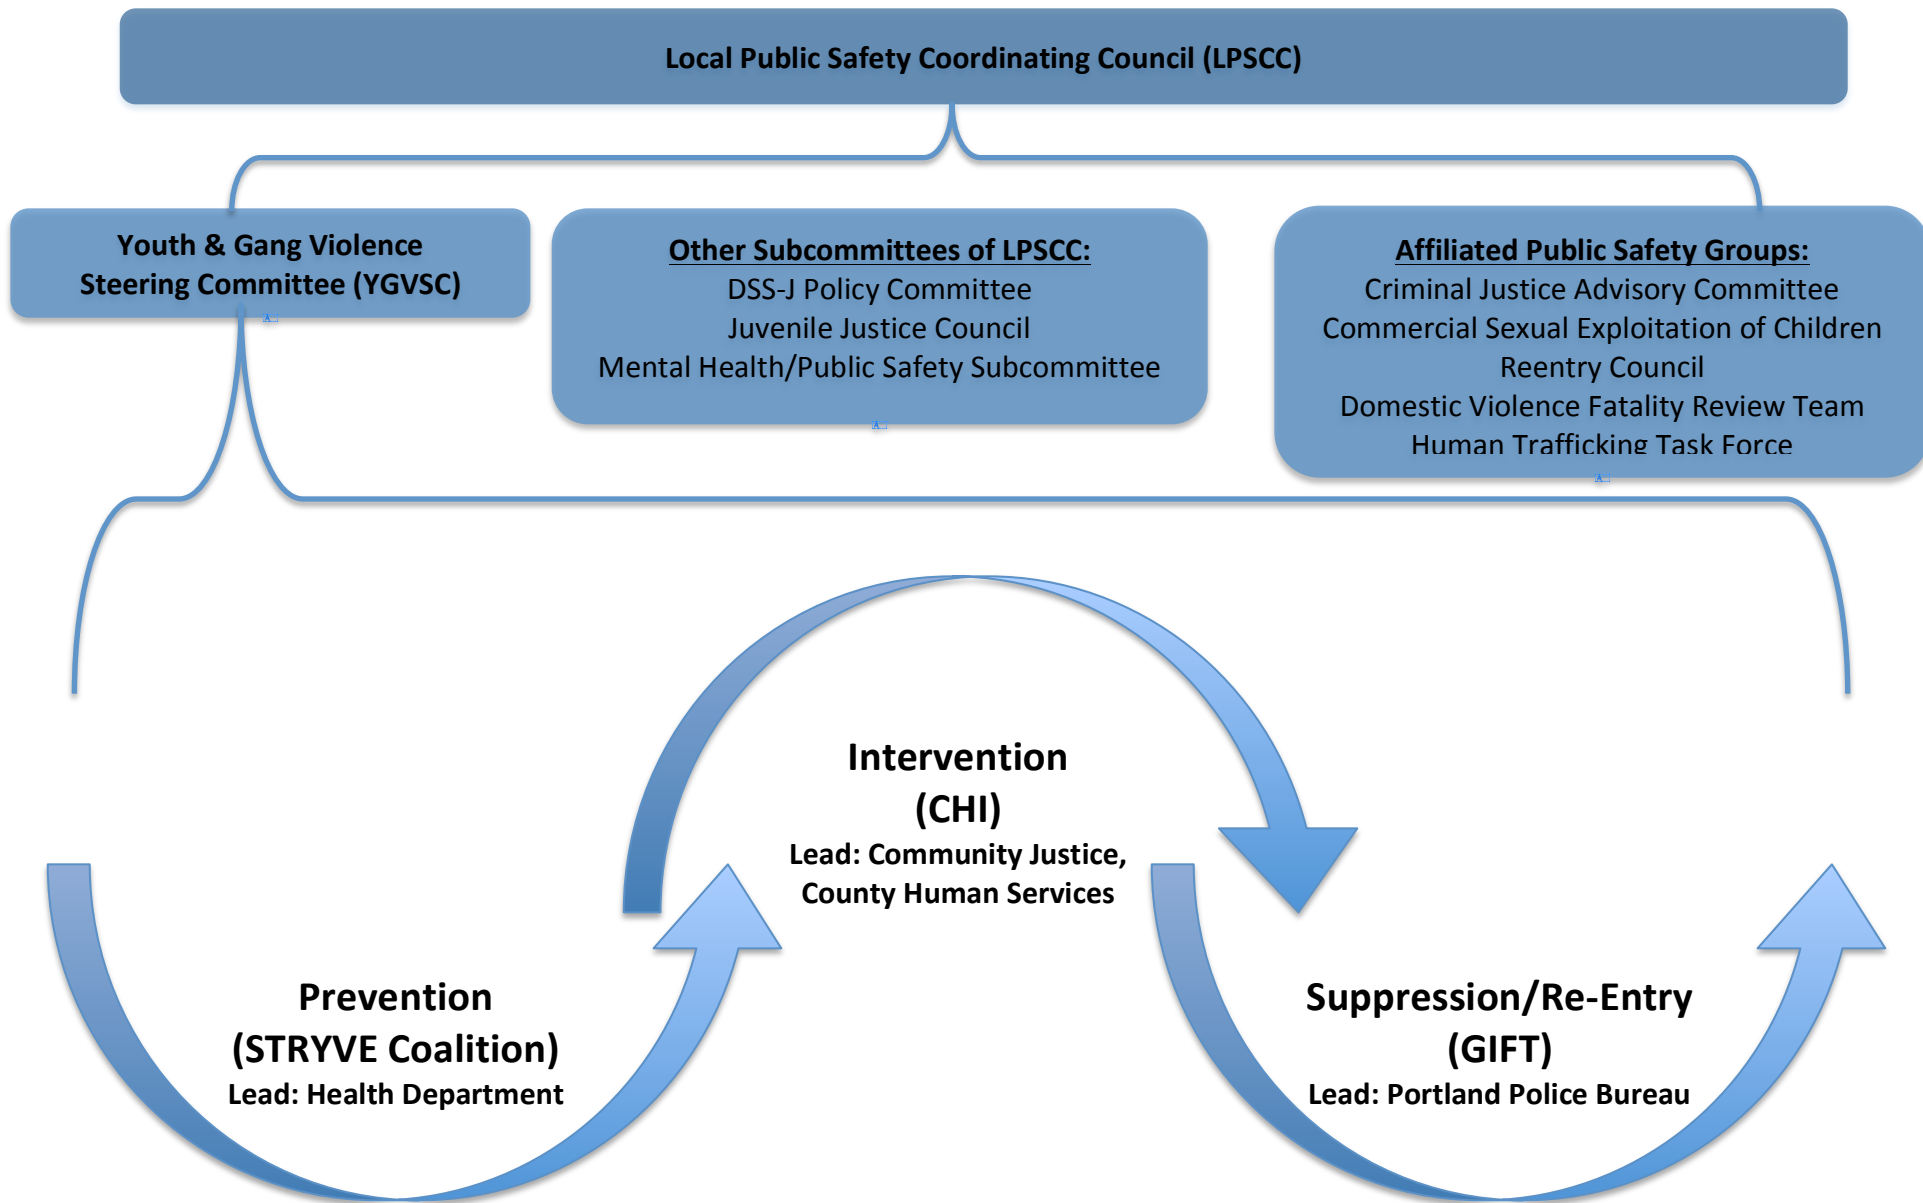 Local Public Safety Coordinating Council (LPSCC)
Youth & Gang Violence
Steering Committee (YGVSC)
Other Subcommittees of LPSCC:
DSS-J Policy Committee
Juvenile Justice Council
Mental Health/Public Safety Subcommittee
Affiliated Public Safety Groups:
Criminal Justice Advisory Committee
Commercial Sexual Exploitation of Children
Reentry Council
Domestic Violence Fatality Review Team
Human Trafficking Task Force
Intervention
(CHI)
Lead: Community Justice,
County Human Services
Prevention
(STRYVE Coalition)
Lead: Health Department
Suppression/Re-Entry
(GIFT)
Lead: Portland Police Bureau